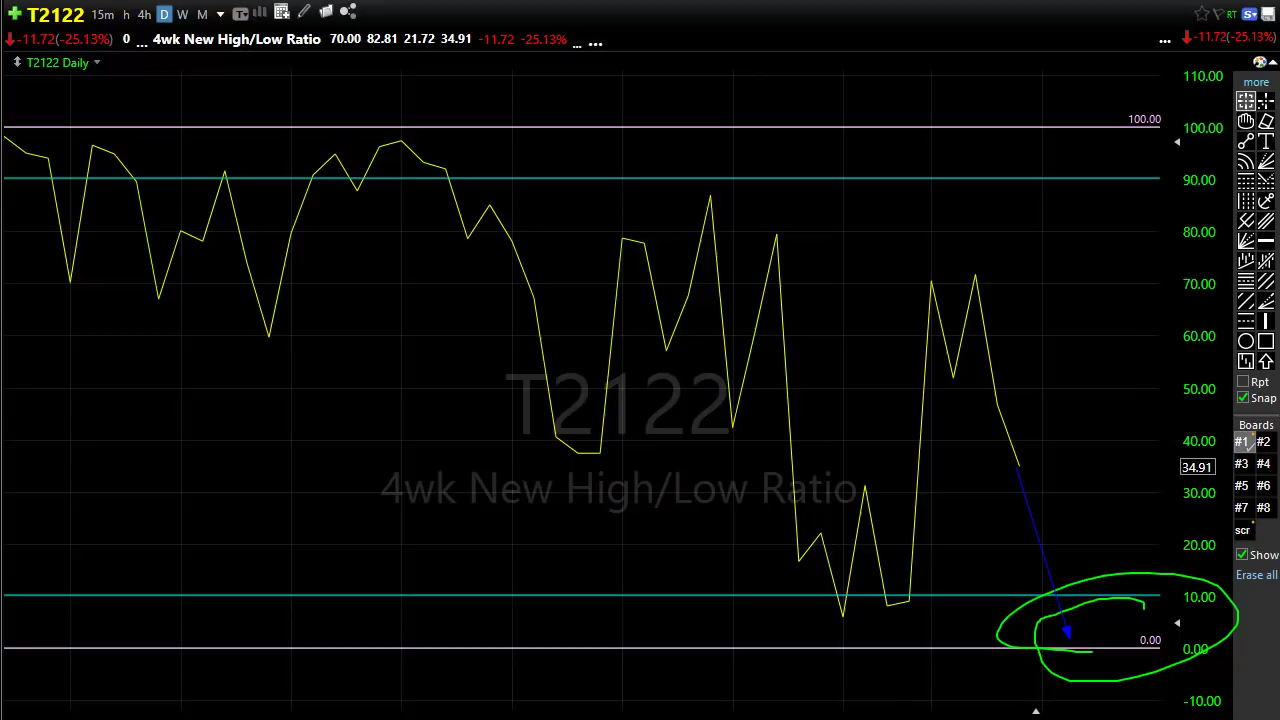 T2122 15m h 4h D W M T RT S
-11.72(-25.13%) 0 ... 4wk New High/Low Ratio 70.00 82.81 21.72 34.91 -11.72 -25.13% ... ... ... -11.72(-25.13%)
T2122 Daily
more
110.00
100.00 100.00
90.00
80.00
70.00
60.00
50.00
40.00
34.91
30.00
20.00
10.00
0.00 0.00
-10.00
T2122
4wk New High/Low Ratio
T
Rpt
Snap
Boards
#1 #2
#3 #4
#5 #6
#7 #8
scr
Show
Erase all